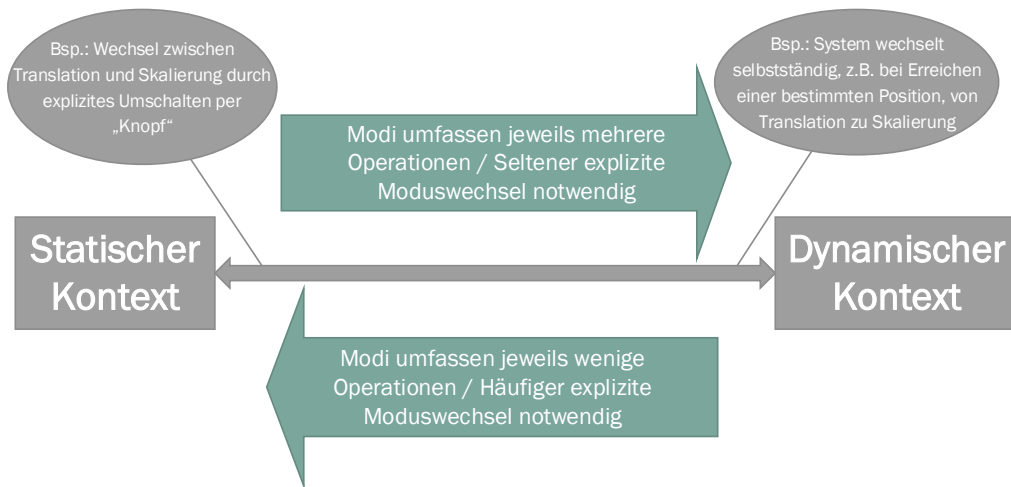 Bsp.: Wechsel zwischen
Translation und Skalierung durch
explizites Umschalten per
„Knopf“
Bsp.: System wechselt
selbstständig, z.B. bei Erreichen
einer bestimmten Position, von
Translation zu Skalierung
Modi umfassen jeweils mehrere
Operationen / Seltener explizite
Moduswechsel notwendig
Statischer
Kontext
Dynamischer
Kontext
Modi umfassen jeweils wenige
Operationen / Häufiger explizite
Moduswechsel notwendig